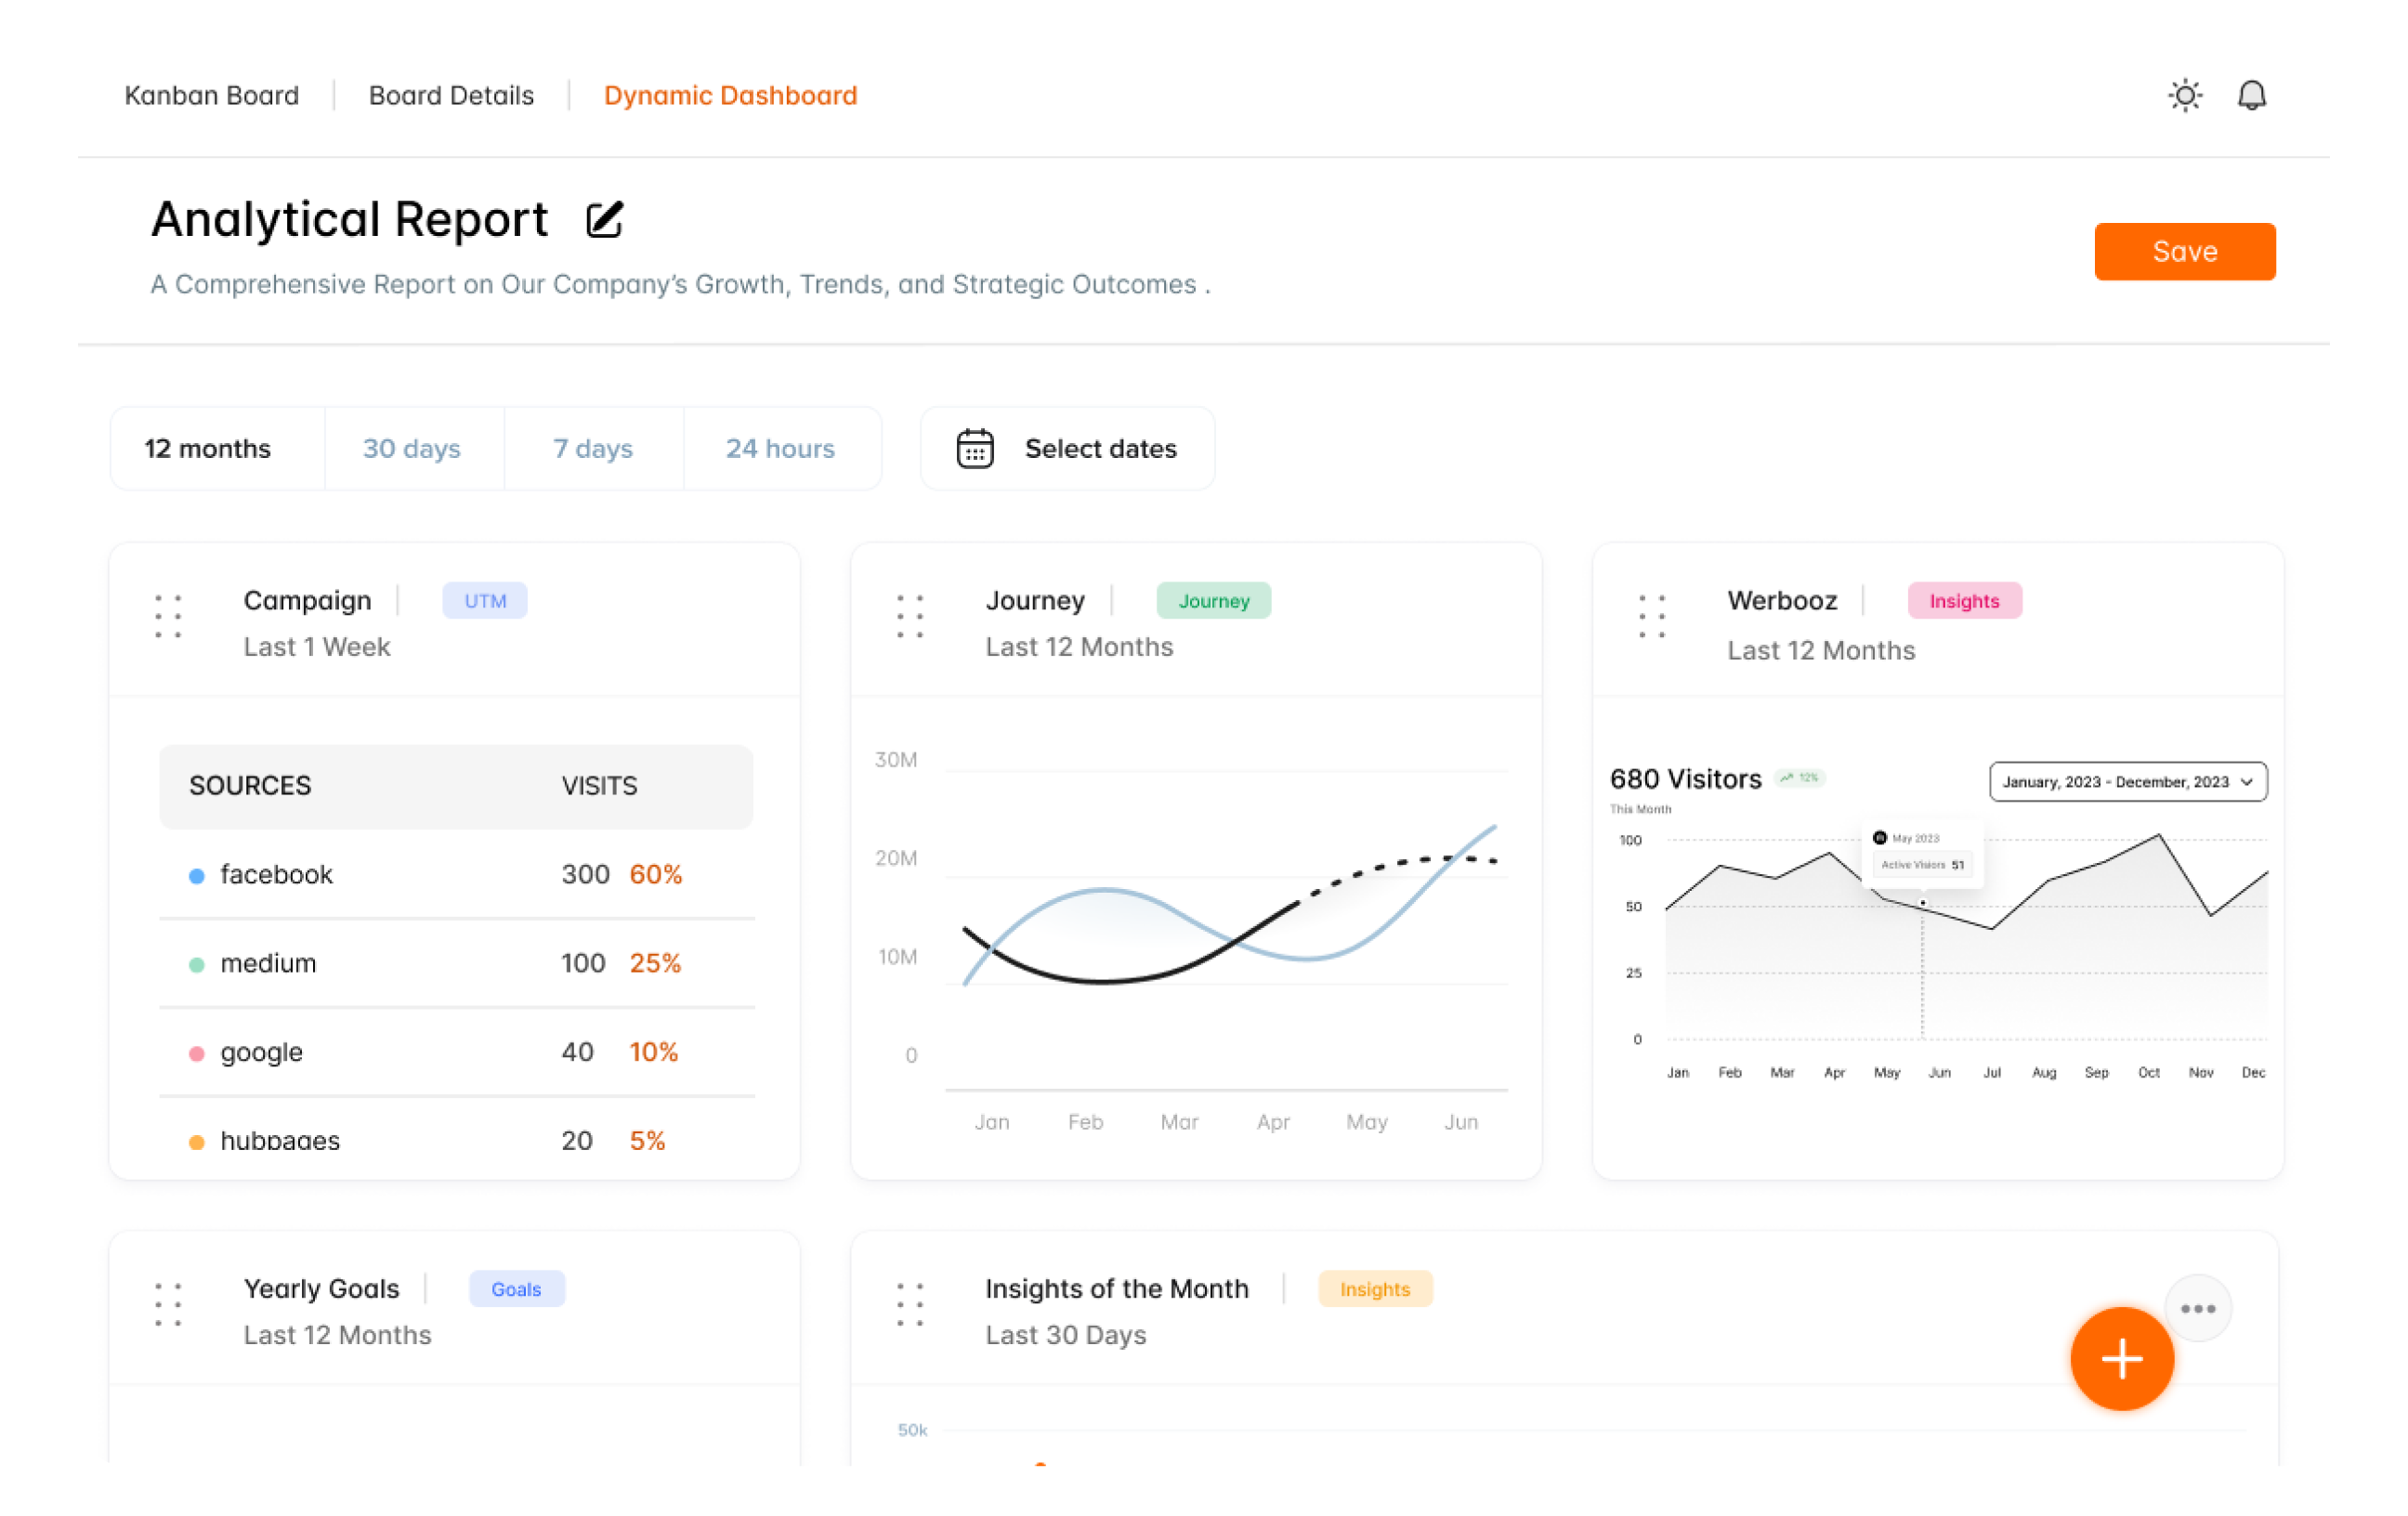 Kanban Board
Board Details
Dynamic Dashboard
Analytical Report
A Comprehensive Report on Our Company's Growth, Trends, and Strategic Outcomes .
Save
12 months
30 days
7 days
24 hours
Select dates
Campaign
UTM
Last 1 Week
SOURCES VISITS
facebook 300 60%
medium 100 25%
google 40 10%
hubpages 20 5%
Journey
Journey
Last 12 Months
30M
20M
10M
0
Jan Feb Mar Apr May Jun
Werbooz
Insights
Last 12 Months
680 Visitors 12%
This Month
January, 2023 - December, 2023
May 2023
Active Visiors 51
100
50
25
0
Jan Feb Mar Apr May Jun Jul Aug Sep Oct Nov Dec
Yearly Goals
Goals
Last 12 Months
Insights of the Month
Insights
Last 30 Days
50k